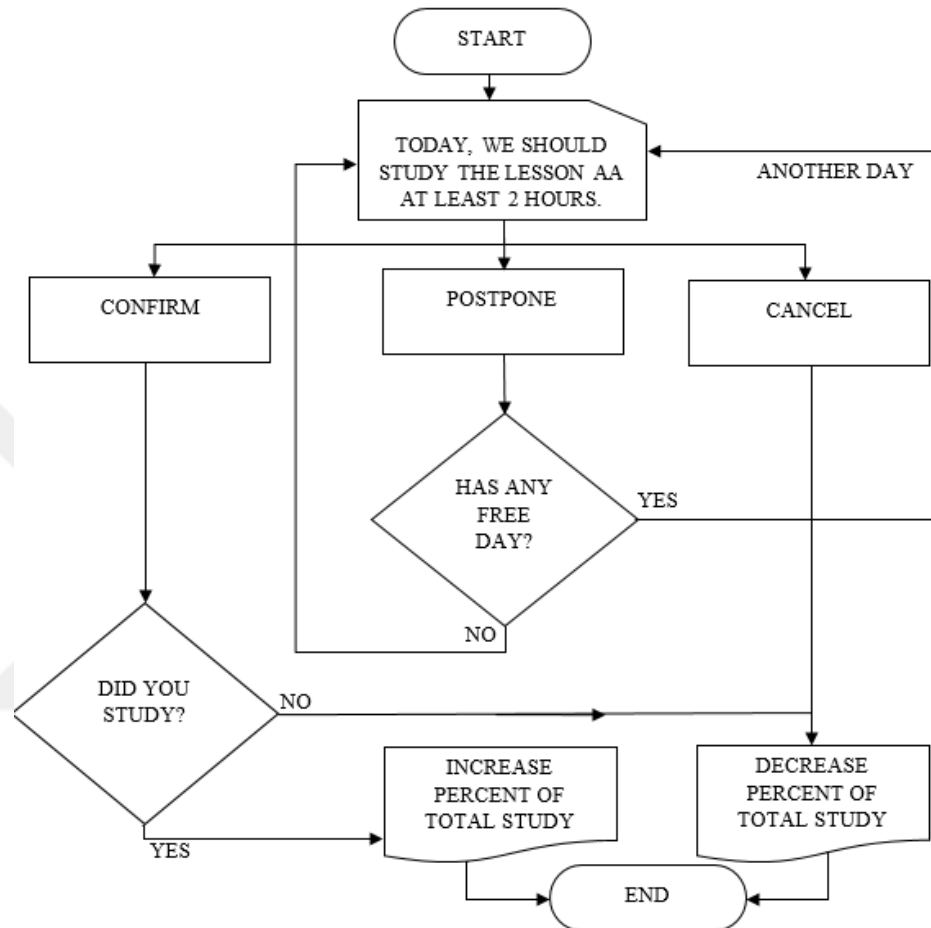 START
TODAY, WE SHOULD
STUDY THE LESSON AA
AT LEAST 2 HOURS.
ANOTHER DAY
CONFIRM
POSTPONE
CANCEL
HAS ANY
FREE
DAY?
YES
NO
DID YOU
STUDY?
NO
YES
INCREASE
PERCENT OF
TOTAL STUDY
DECREASE
PERCENT OF
TOTAL STUDY
END